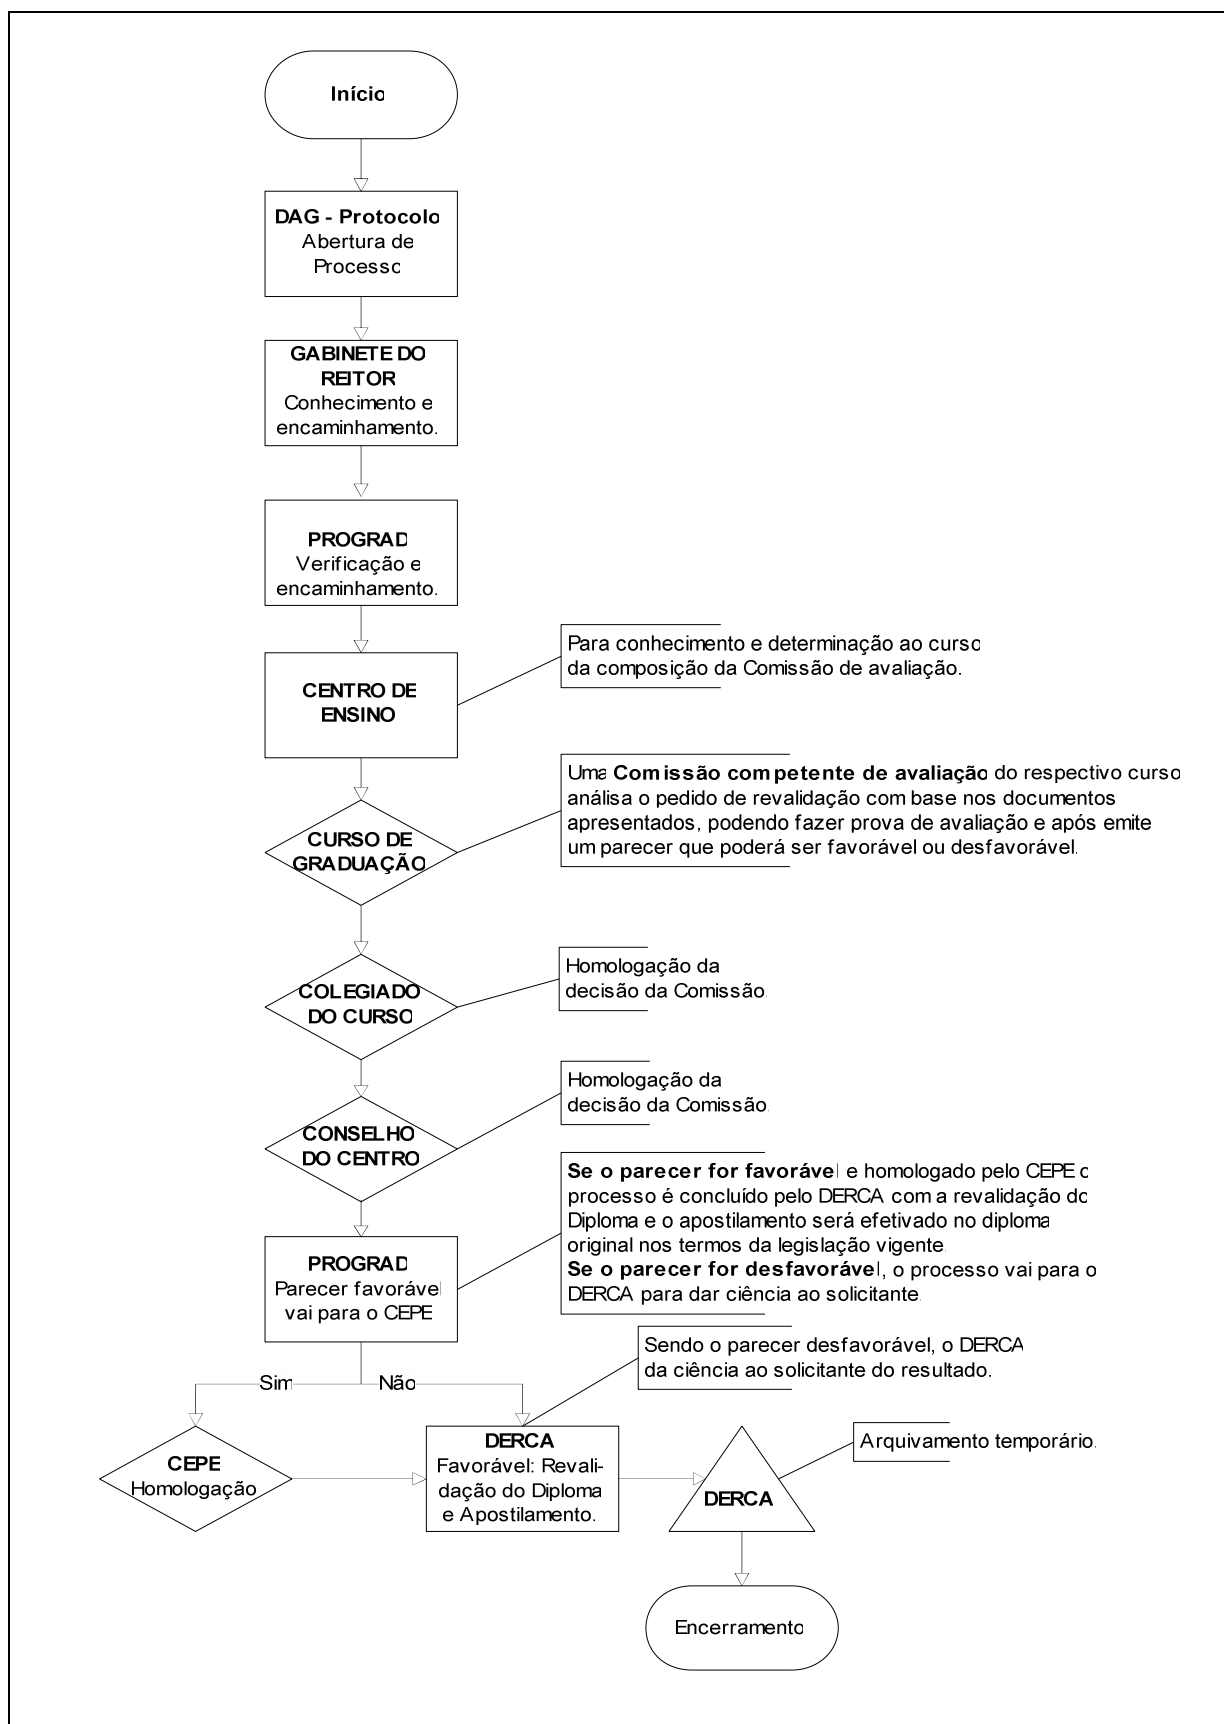 Início
DAG - Protocolo
Abertura de
Processo
GABINETE DO
REITOR
Conhecimento e
encaminhamento.
PROGRAD
Verificação e
encaminhamento.
CENTRO DE
ENSINO
Para conhecimento e determinação ao curso
da composição da Comissão de avaliação.
CURSO DE
GRADUAÇÃO
Uma Comissão competente de avaliação do respectivo curso
análisa o pedido de revalidação com base nos documentos
apresentados, podendo fazer prova de avaliação e após emite
um parecer que poderá ser favorável ou desfavorável.
COLEGIADO
DO CURSO
Homologação da
decisão da Comissão.
CONSELHO
DO CENTRO
Homologação da
decisão da Comissão.
PROGRAD
Parecer favorável
vai para o CEPE
Se o parecer for favorável e homologado pelo CEPE o
processo é concluído pelo DERCA com a revalidação do
Diploma e o apostilamento será efetivado no diploma
original nos termos da legislação vigente.
Se o parecer for desfavorável, o processo vai para o
DERCA para dar ciência ao solicitante.
Sim
Não
Sendo o parecer desfavorável, o DERCA
da ciência ao solicitante do resultado.
CEPE
Homologação
DERCA
Favorável: Revali-
dação do Diploma
e Apostilamento.
DERCA
Arquivamento temporário.
Encerramento